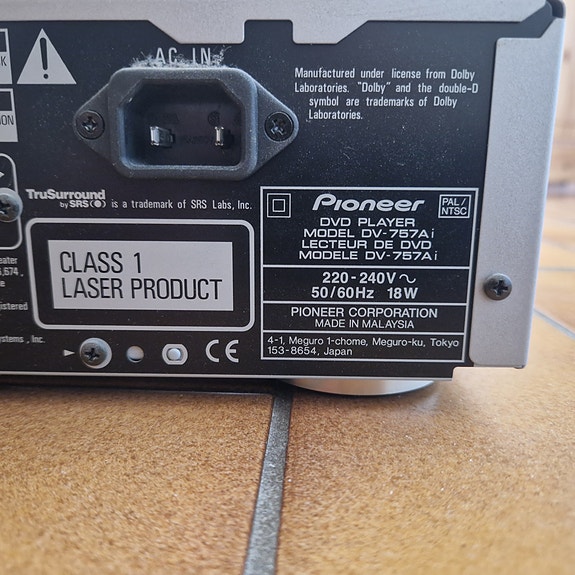 AC IN
Manufactured under license from Dolby
Laboratories. "Dolby" and the double-D
symbol are trademarks of Dolby
Laboratories.
TruSurround
by SRS(●) is a trademark of SRS Labs, Inc.
CLASS 1
LASER PRODUCT
Pioneer
PAL/
NTSC
DVD PLAYER
MODEL DV-757Ai
LECTEUR DE DVD
MODELE DV-757Ai
220-240V～
50/60Hz 18W
PIONEER CORPORATION
MADE IN MALAYSIA
4-1, Meguro 1-chome, Meguro-ku, Tokyo
153-8654, Japan
CE